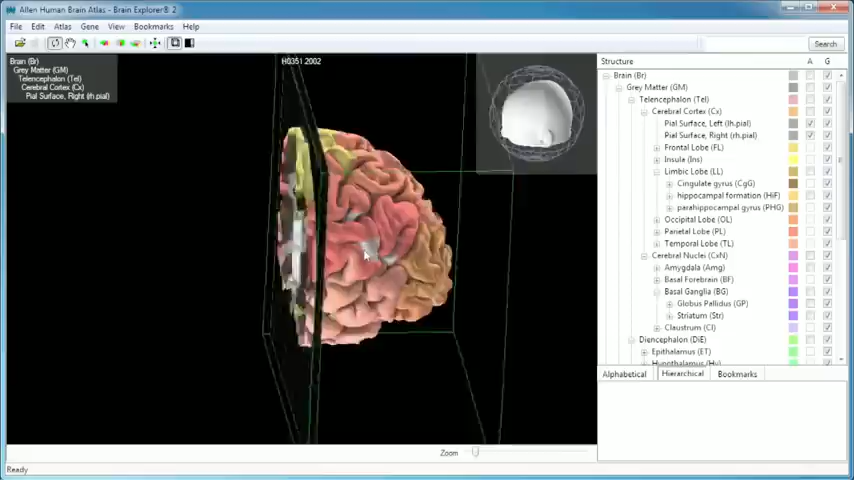 Allen Human Brain Atlas - Brain Explorer® 2
File Edit Atlas Gene View Bookmarks Help
Search
Brain (Br)
Grey Matter (GM)
Telencephalon (Tel)
Cerebral Cortex (Cx)
Pial Surface, Right (rh.pial)
H0351.2002
Structure A G
Brain (Br)
Grey Matter (GM)
Telencephalon (Tel)
Cerebral Cortex (Cx)
Pial Surface, Left (lh.pial)
Pial Surface, Right (rh.pial)
Frontal Lobe (FL)
Insula (Ins)
Limbic Lobe (LL)
Cingulate gyrus (CgG)
hippocampal formation (HiF)
parahippocampal gyrus (PHG)
Occipital Lobe (OL)
Parietal Lobe (PL)
Temporal Lobe (TL)
Cerebral Nuclei (CxN)
Amygdala (Amg)
Basal Forebrain (BF)
Basal Ganglia (BG)
Globus Pallidus (GP)
Striatum (Str)
Claustrum (Cl)
Diencephalon (DiE)
Epithalamus (ET)
Hypothalamus (Hy)
Alphabetical Hierarchical Bookmarks
Zoom
Ready